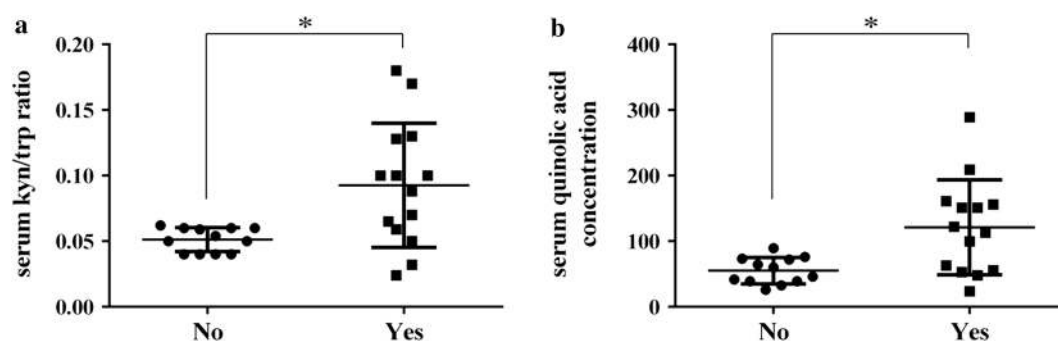 a
*
serum kyn/trp ratio
0.20
0.15
0.10
0.05
0.00
No Yes
b
*
serum quinolic acid
concentration
400
300
200
100
0
No Yes